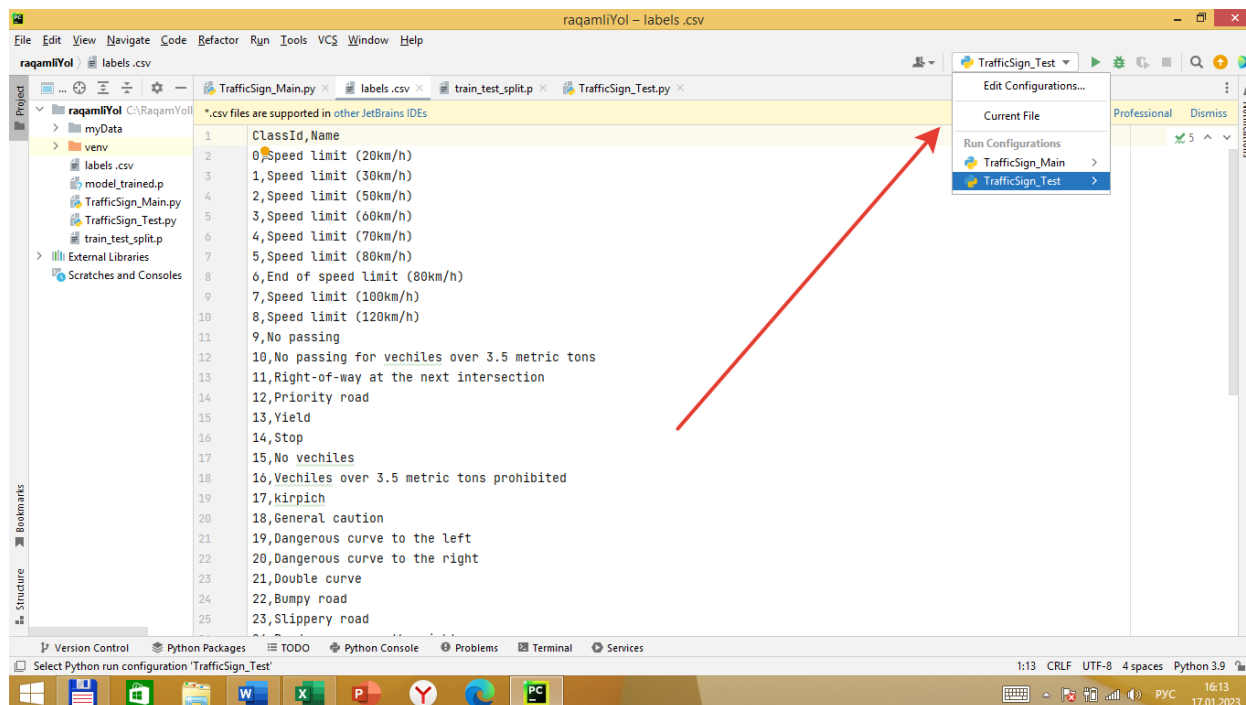 raqamliYol – labels .csv
File Edit View Navigate Code Refactor Run Tools VCS Window Help
raqamliYol labels .csv TrafficSign_Test
Project
... TrafficSign_Main.py labels .csv train_test_split.p TrafficSign_Test.py
Edit Configurations...
Current File
Run Configurations
TrafficSign_Main
TrafficSign_Test
raqamliYol C:\RaqamYoll
myData
venv
labels .csv
model_trained.p
TrafficSign_Main.py
TrafficSign_Test.py
train_test_split.p
External Libraries
Scratches and Consoles
*.csv files are supported in other JetBrains IDEs Professional Dismiss
Notifications
5
1 ClassId,Name
2 0,Speed limit (20km/h)
3 1,Speed limit (30km/h)
4 2,Speed limit (50km/h)
5 3,Speed limit (60km/h)
6 4,Speed limit (70km/h)
7 5,Speed limit (80km/h)
8 6,End of speed limit (80km/h)
9 7,Speed limit (100km/h)
10 8,Speed limit (120km/h)
11 9,No passing
12 10,No passing for vechiles over 3.5 metric tons
13 11,Right-of-way at the next intersection
14 12,Priority road
15 13,Yield
16 14,Stop
17 15,No vechiles
18 16,Vechiles over 3.5 metric tons prohibited
19 17,kirpich
20 18,General caution
21 19,Dangerous curve to the left
22 20,Dangerous curve to the right
23 21,Double curve
24 22,Bumpy road
25 23,Slippery road
Bookmarks
Structure
Version Control Python Packages TODO Python Console Problems Terminal Services
Select Python run configuration 'TrafficSign_Test' 1:13 CRLF UTF-8 4 spaces Python 3.9
РУС 16:13
17.01.2023